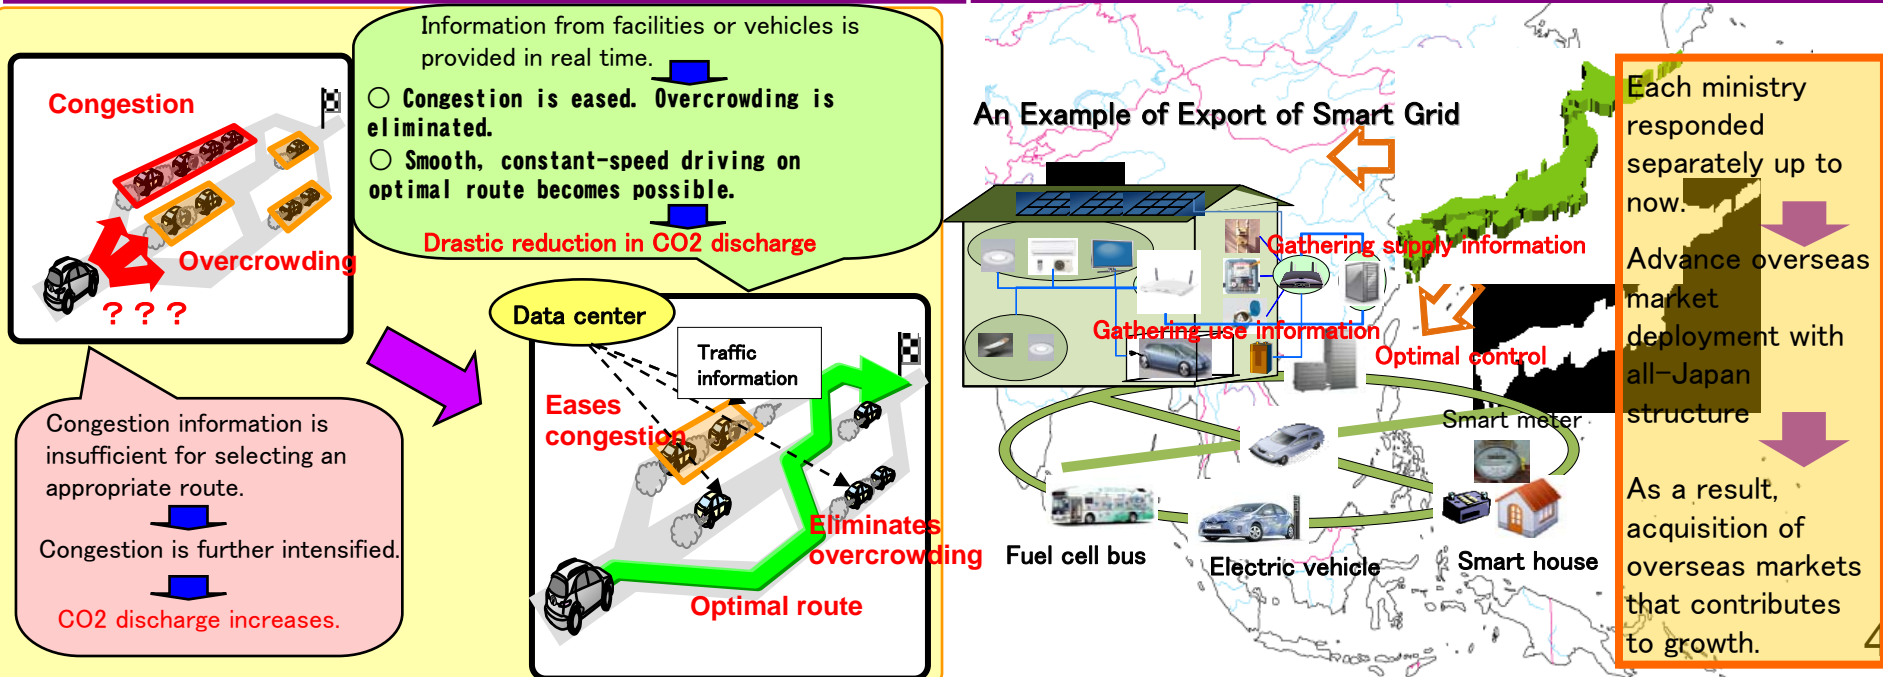 Information from facilities or vehicles is
provided in real time.
○ Congestion is eased. Overcrowding is
eliminated.
○ Smooth, constant-speed driving on
optimal route becomes possible.
Drastic reduction in CO2 discharge
Congestion
Overcrowding
? ? ?
Congestion information is
insufficient for selecting an
appropriate route.
Congestion is further intensified.
CO2 discharge increases.
Data center
Traffic
information
Eases
congestion
Eliminates
overcrowding
Optimal route
An Example of Export of Smart Grid
Gathering supply information
Gathering use information
Optimal control
Smart meter
Fuel cell bus
Electric vehicle
Smart house
Each ministry
responded
separately up to
now.
Advance overseas
market
deployment with
all-Japan
structure
As a result,
acquisition of
overseas markets
that contributes
to growth.
4